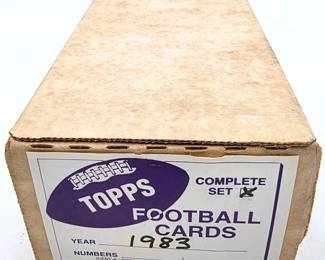 COMPLETE
SET
TOPPS
FOOTBALL
CARDS
YEAR 1983
NUMBERS